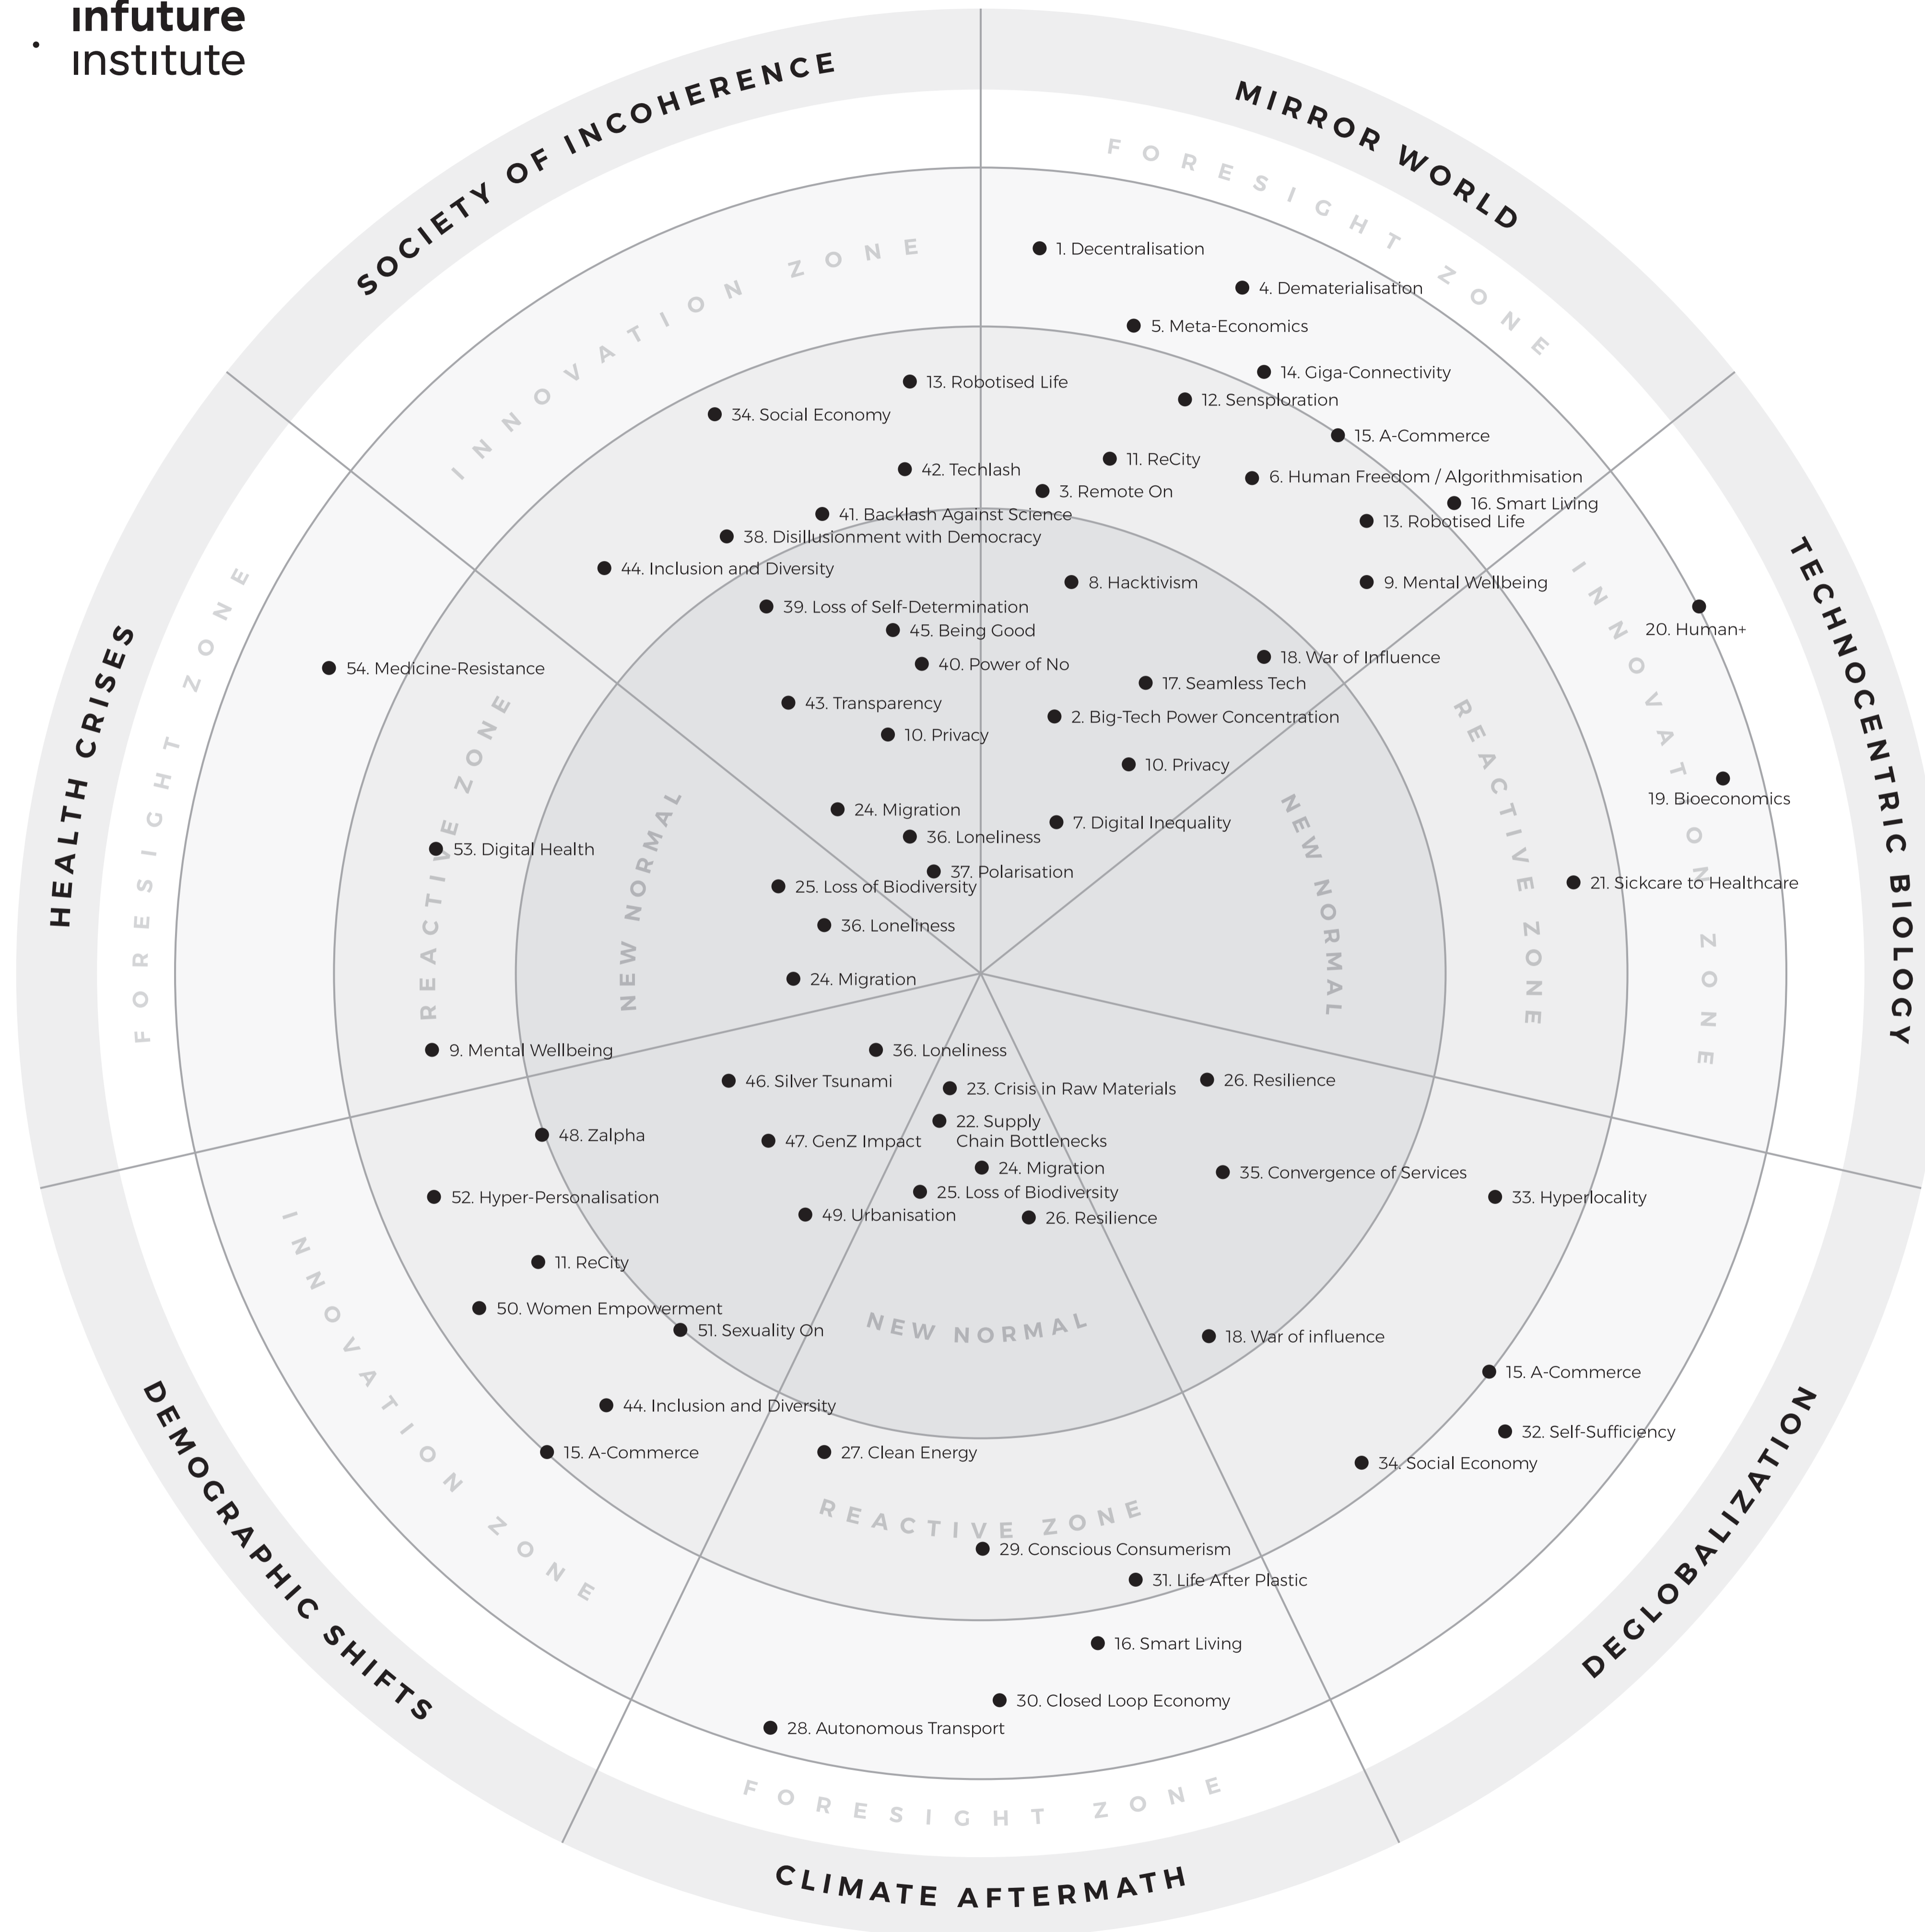 infuture
institute
SOCIETY OF INCOHERENCE
MIRROR WORLD
TECHNOCENTRIC BIOLOGY
DEGLOBALIZATION
CLIMATE AFTERMATH
DEMOGRAPHIC SHIFTS
HEALTH CRISES
FORESIGHT ZONE
INNOVATION ZONE
1. Decentralisation
4. Dematerialisation
5. Meta-Economics
14. Giga-Connectivity
13. Robotised Life
12. Sensploration
34. Social Economy
15. A-Commerce
11. ReCity
42. Techlash
6. Human Freedom / Algorithmisation
3. Remote On
16. Smart Living
41. Backlash Against Science
13. Robotised Life
38. Disillusionment with Democracy
44. Inclusion and Diversity
8. Hacktivism
9. Mental Wellbeing
39. Loss of Self-Determination
20. Human+
45. Being Good
40. Power of No
18. War of Influence
54. Medicine-Resistance
17. Seamless Tech
43. Transparency
2. Big-Tech Power Concentration
10. Privacy
10. Privacy
19. Bioeconomics
24. Migration
7. Digital Inequality
36. Loneliness
53. Digital Health
37. Polarisation
21. Sickcare to Healthcare
25. Loss of Biodiversity
36. Loneliness
24. Migration
FORESIGHT ZONE
REACTIVE ZONE
NEW NORMAL
NEW NORMAL
REACTIVE ZONE
INNOVATION ZONE
9. Mental Wellbeing
36. Loneliness
46. Silver Tsunami
26. Resilience
23. Crisis in Raw Materials
22. Supply
Chain Bottlenecks
48. Zalpha
47. GenZ Impact
24. Migration
35. Convergence of Services
25. Loss of Biodiversity
52. Hyper-Personalisation
33. Hyperlocality
49. Urbanisation
26. Resilience
11. ReCity
50. Women Empowerment
51. Sexuality On
NEW NORMAL
18. War of influence
15. A-Commerce
44. Inclusion and Diversity
32. Self-Sufficiency
15. A-Commerce
27. Clean Energy
34. Social Economy
INNOVATION ZONE
REACTIVE ZONE
29. Conscious Consumerism
31. Life After Plastic
16. Smart Living
30. Closed Loop Economy
28. Autonomous Transport
FORESIGHT ZONE